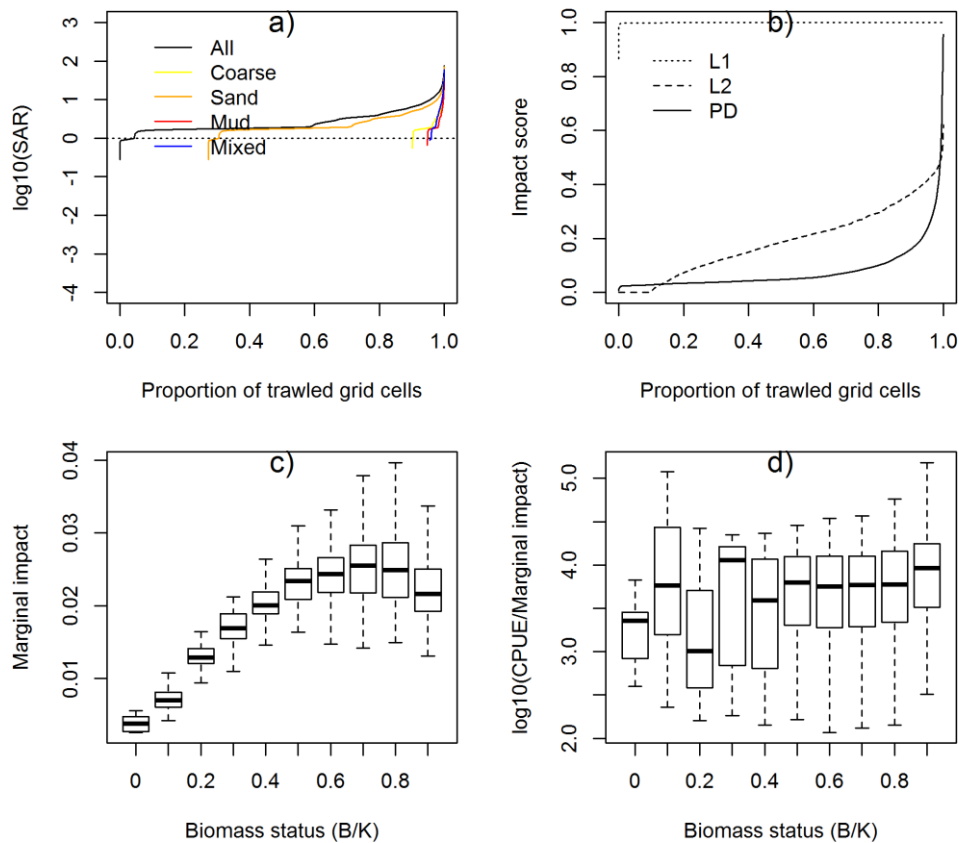 a)
log10(SAR)
3
2
1
0
-1
-2
-3
-4
All
Coarse
Sand
Mud
Mixed
0.0 0.2 0.4 0.6 0.8 1.0
Proportion of trawled grid cells
b)
Impact score
1.0
0.8
0.6
0.4
0.2
0.0
L1
L2
PD
0.0 0.2 0.4 0.6 0.8 1.0
Proportion of trawled grid cells
c)
Marginal impact
0.04
0.03
0.02
0.01
0 0.2 0.4 0.6 0.8
Biomass status (B/K)
d)
log10(CPUE/Marginal impact)
5.0
4.0
3.0
2.0
0 0.2 0.4 0.6 0.8
Biomass status (B/K)